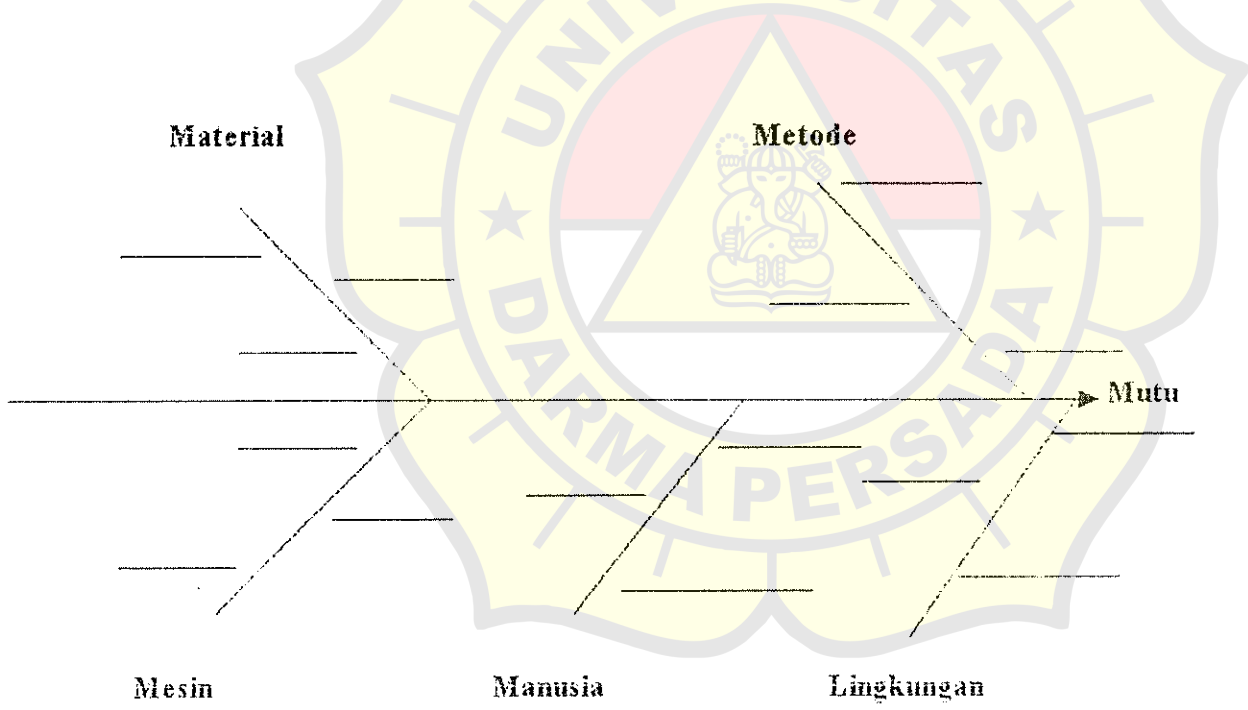 UNIVERSITAS
Material
Metode
Mutu
DARMA PERSADA
Mesin
Manusia
Lingkungan